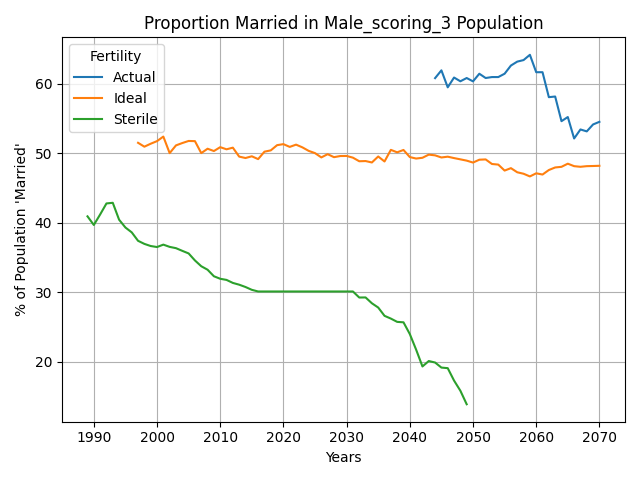 Proportion Married in Male_scoring_3 Population
Fertility
Actual
Ideal
Sterile
% of Population 'Married'
60
50
40
30
20
1990 2000 2010 2020 2030 2040 2050 2060 2070
Years